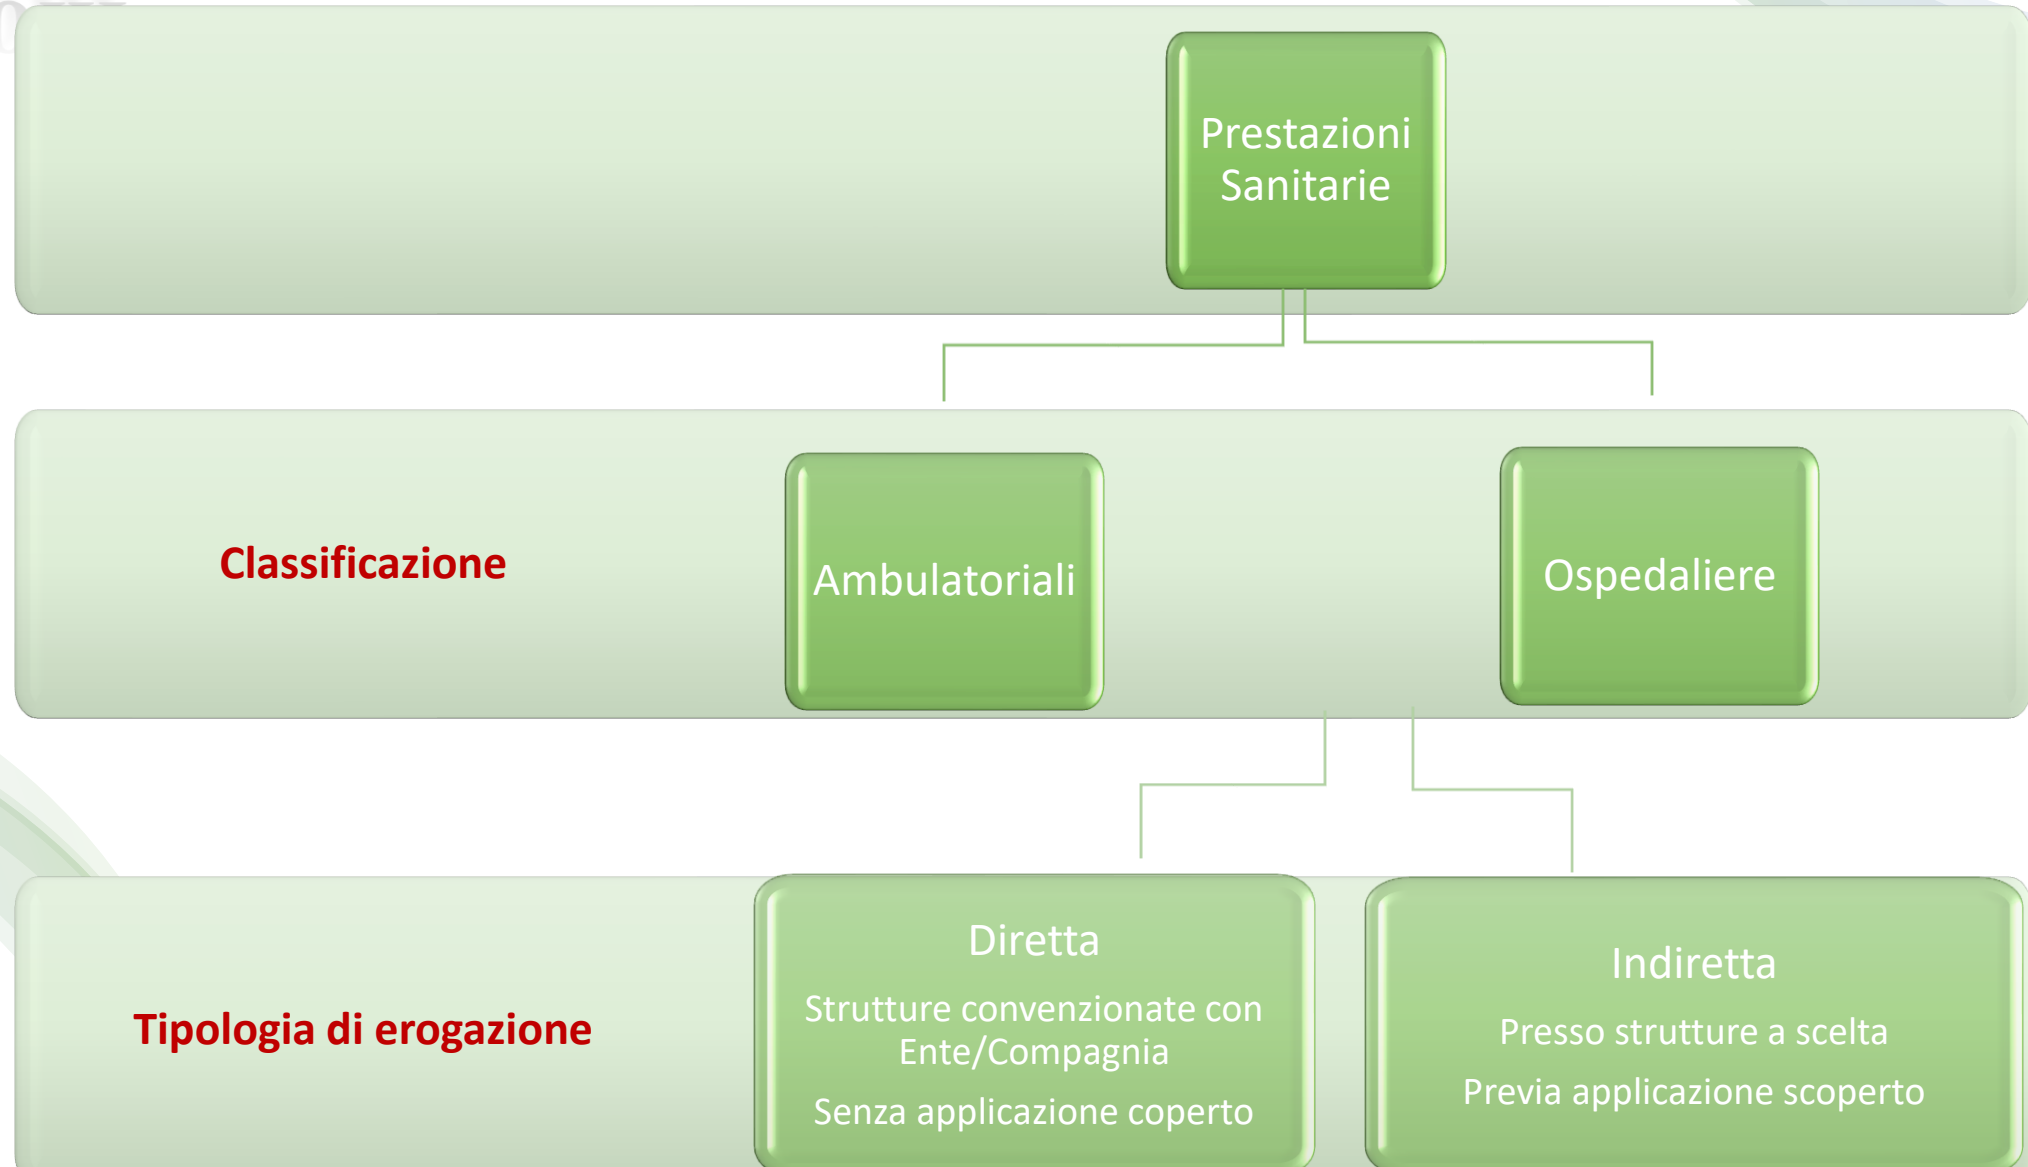 Prestazioni
Sanitarie
Classificazione
Ambulatoriali
Ospedaliere
Tipologia di erogazione
Diretta
Strutture convenzionate con
Ente/Compagnia
Senza applicazione coperto
Indiretta
Presso strutture a scelta
Previa applicazione scoperto